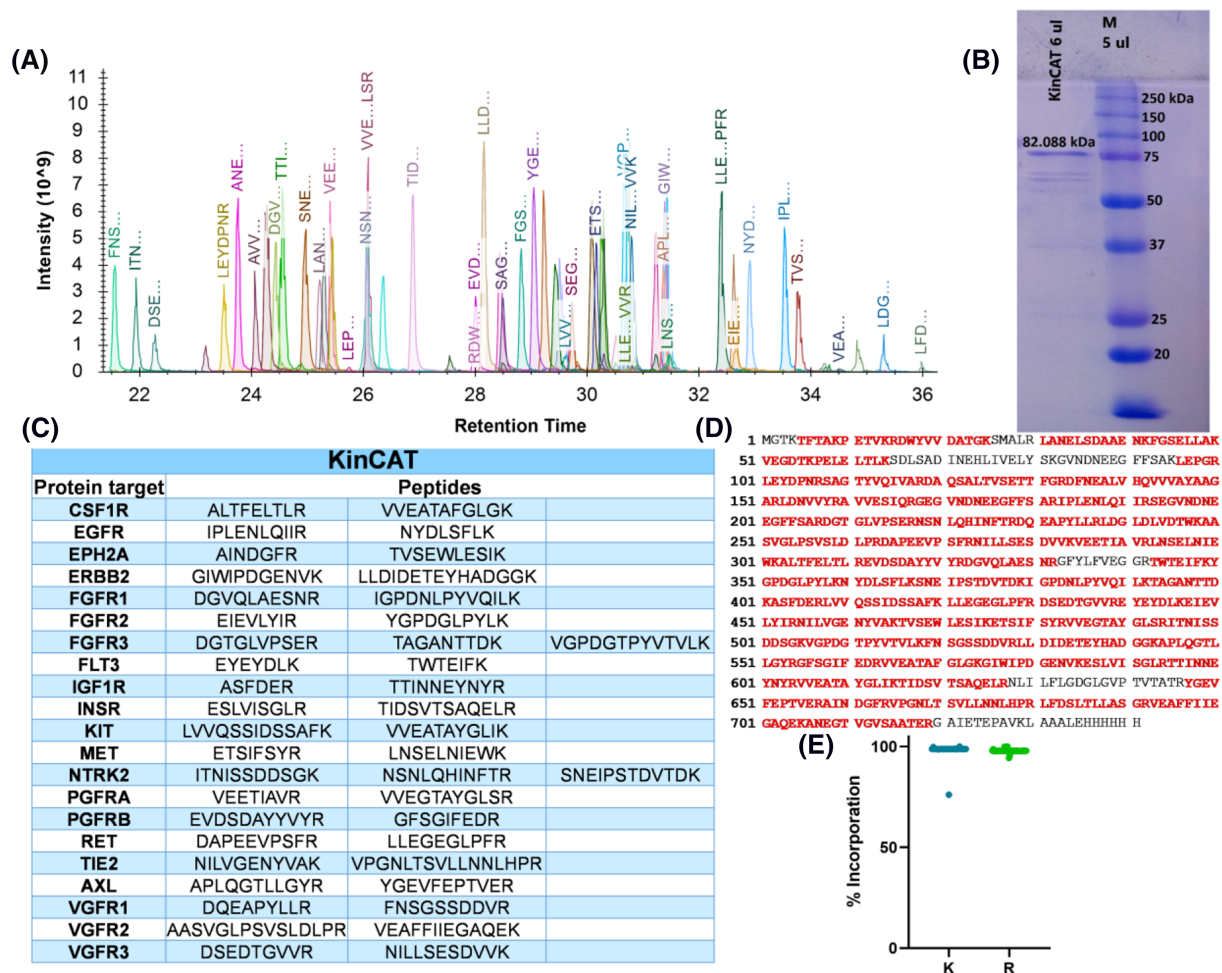 (A)
Intensity (10^9)
11
10
9
8
7
6
5
4
3
2
1
0
FNS...
ITN...
DSE...
LEYDPNR
ANE...
AVV...
DGV...
TTI...
SNE...
LAN...
VEE...
LEP...
NSN...
VVE...LSR
TID...
RDW...
EVD...
LLD...
SAG...
FGS...
YGE...
LVV...
SEG...
ETS...
LLE...VVR
NIL...VVK
APL...
GIW...
LNS...
LLE...PFR
EIE...
NYD...
IPL...
TVS...
VEA...
LDG...
LFD...
22 24 26 28 30 32 34 36
Retention Time
(B)
KinCAT 6 ul
M
5 ul
82.088 kDa
250 kDa
150
100
75
50
37
25
20
(C)
KinCAT
Protein target Peptides
CSF1R ALTFELTLR VVEATAFGLGK
EGFR IPLENLQIIR NYDLSFLK
EPH2A AINDGFR TVSEWLESIK
ERBB2 GIWIPDGENVK LLDIDETEYHADGGK
FGFR1 DGVQLAESNR IGPDNLPYVQILK
FGFR2 EIEVLYIR YGPDGLPYLK
FGFR3 DGTGLVPSER TAGANTTDK VGPDGTPYVTVLK
FLT3 EYEYDLK TWTEIFK
IGF1R ASFDER TTINNEYNYR
INSR ESLVISGLR TIDSVTSAQELR
KIT LVVQSSIDSSAFK VVEATAYGLIK
MET ETSIFSYR LNSELNIEWK
NTRK2 ITNISSDDSGK NSNLQHINFTR SNEIPSTDVTDK
PGFRA VEETIAVR VVEGTAYGLSR
PGFRB EVDSDAYYVYR GFSGIFEDR
RET DAPEEVPSFR LLEGEGLPFR
TIE2 NILVGENYVAK VPGNLTSVLLNNLHPR
AXL APLQGTLLGYR YGEVFEPTVER
VGFR1 DQEAPYLLR FNSGSSDDVR
VGFR2 AASVGLPSVSLDLPR VEAFFIIEGAQEK
VGFR3 DSEDTGVVR NILLSESDVVK
(D)
1 MGTKTFTAKP ETVKRDWYVV DATGKSMALR LANELSDAAE NKFGSELLAK
51 VEGDTKPELE LTLKSDLSAD INEHLIVELY SKGVNDNEEG FFSAKLEPGR
101 LEYDPNRSAG TYVQIVARDA QSALTVSETT FGRDFNEALV HQVVVAYAAG
151 ARLDNVVYRA VVESIQRGEG VNDNEEGFFS ARIPLENLQI IRSEGVNDNE
201 EGFFSARDGT GLVPSERNSN LQHINFTRDQ EAPYLLRLDG LDLVDTWKAA
251 SVGLPSVSLD LPRDAPEEVP SFRNILLSES DVVKVEETIA VRLNSELNIE
301 WKALTFELTL REVDSDAYYV YRDGVQLAES NRGFYLFVEG GRTWTEIFKY
351 GPDGLPYLKN YDLSFLKSNE IPSTDVTDKI GPDNLPYVQI LKTAGANTTD
401 KASFDERLVV QSSIDSSAFK LLEGEGLPFR DSEDTGVVRE YEYDLKEIEV
451 LYIRNILVGE NYVAKTVSEW LESIKETSIF SYRVVEGTAY GLSRITNISS
501 DDSGKVGPDG TPYVTVLKFN SGSSDDVRLL DIDETEYHAD GGKAPLQGTL
551 LGYRGFSGIF EDRVVEATAF GLGKGIWIPD GENVKESLVI SGLRTTINNE
601 YNYRVVEATA YGLIKTIDSV TSAQELRNLI LFLGDGLGVP TVTATRYGEV
651 FEPTVERAIN DGFRVPGNLT SVLLNNLHPR LFDSLTLLAS GRVEAFFIIE
701 GAQEKANEGT VGVSAATERG AIETEPAVKL AAALEHHHHH H
(E)
% Incorporation
100
50
0
K R